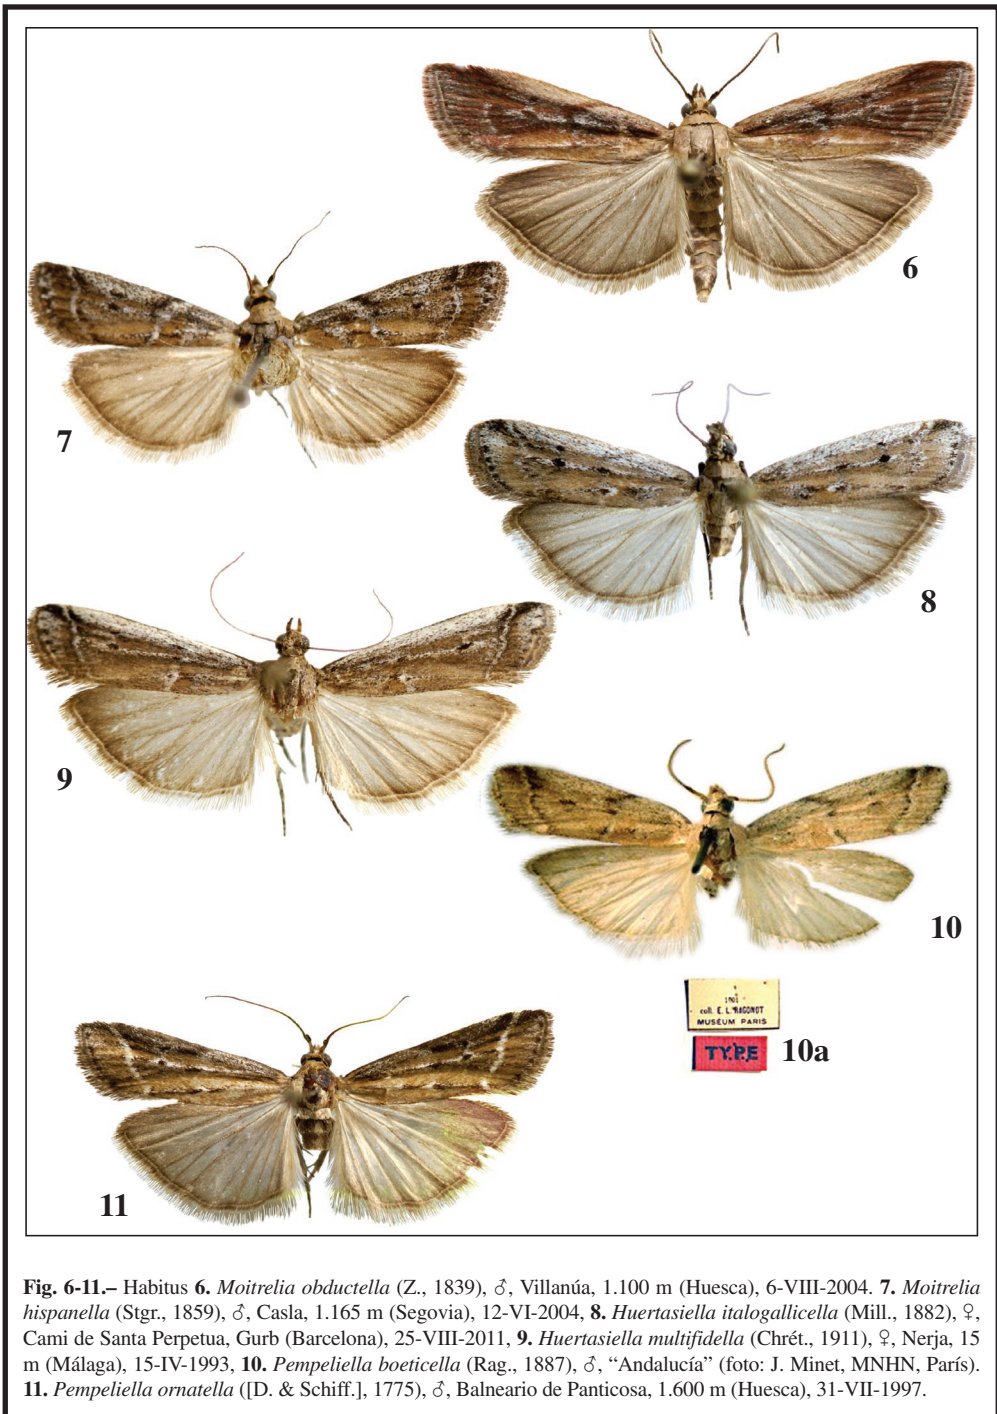 6
7
8
9
10
1901
coll. E. L. RAGONOT
MUSÉUM PARIS
TYPE
10a
11
Fig. 6-11.– Habitus 6. Moitrelia obductella (Z., 1839), ♂, Villanúa, 1.100 m (Huesca), 6-VIII-2004. 7. Moitrelia
hispanella (Stgr., 1859), ♂, Casla, 1.165 m (Segovia), 12-VI-2004, 8. Huertasiella italogallicella (Mill., 1882), ♀,
Cami de Santa Perpetua, Gurb (Barcelona), 25-VIII-2011, 9. Huertasiella multifidella (Chrét., 1911), ♀, Nerja, 15
m (Málaga), 15-IV-1993, 10. Pempeliella boeticella (Rag., 1887), ♂, “Andalucía” (foto: J. Minet, MNHN, París).
11. Pempeliella ornatella ([D. & Schiff.], 1775), ♂, Balneario de Panticosa, 1.600 m (Huesca), 31-VII-1997.